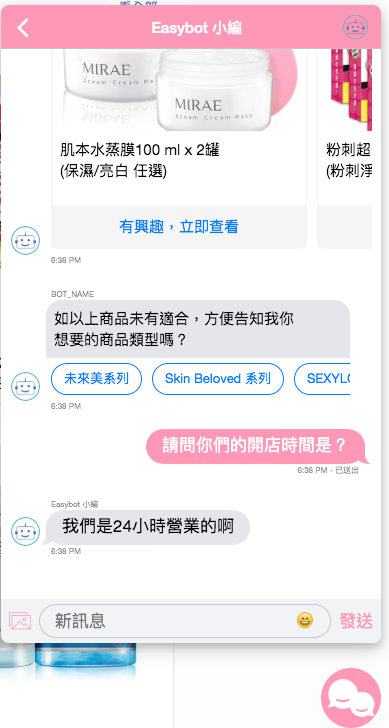 Easybot 小編
MIRAE
Dream Cream Mask
MIRAE
Dream Cream Mask
肌本水蒸膜100 ml x 2罐
(保濕/亮白 任選)
粉刺超
(粉刺淨
有興趣，立即查看
6:38 PM
BOT_NAME
如以上商品未有適合，方便告知我你
想要的商品類型嗎？
未來美系列
Skin Beloved 系列
SEXYLO
6:38 PM
請問你們的開店時間是？
6:38 PM - 已送出
Easybot 小編
我們是24小時營業的啊
6:38 PM
新訊息
發送